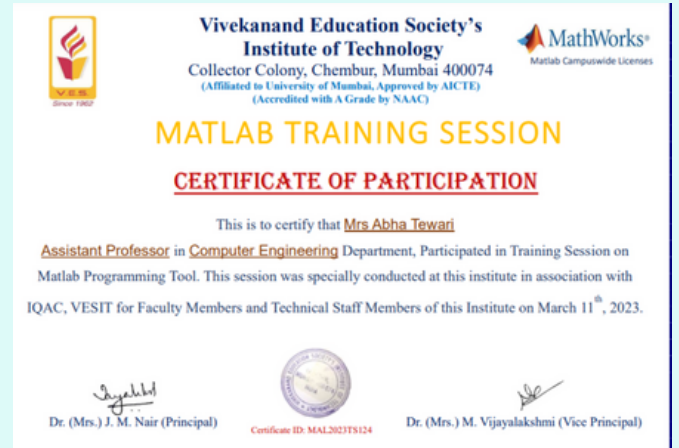 V.E.S.
Since 1962
Vivekanand Education Society's
Institute of Technology
Collector Colony, Chembur, Mumbai 400074
(Affiliated to University of Mumbai, Approved by AICTE)
(Accredited with A Grade by NAAC)
MathWorks®
Matlab Campuswide Licenses
MATLAB TRAINING SESSION
CERTIFICATE OF PARTICIPATION
This is to certify that Mrs Abha Tewari
Assistant Professor in Computer Engineering Department, Participated in Training Session on
Matlab Programming Tool. This session was specially conducted at this institute in association with
IQAC, VESIT for Faculty Members and Technical Staff Members of this Institute on March 11th, 2023.
Dr. (Mrs.) J. M. Nair (Principal)
Certificate ID: MAL2023TS124
Dr. (Mrs.) M. Vijayalakshmi (Vice Principal)